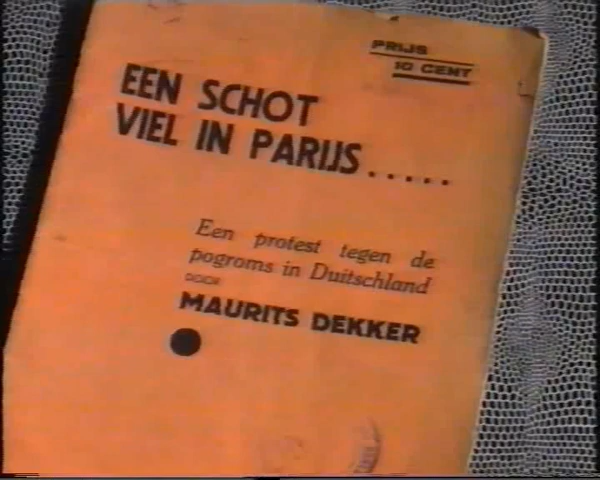 PRIJS
10 CENT
EEN SCHOT
VIEL IN PARIJS.....
Een protest tegen de
pogroms in Duitschland
DOOR
MAURITS DEKKER